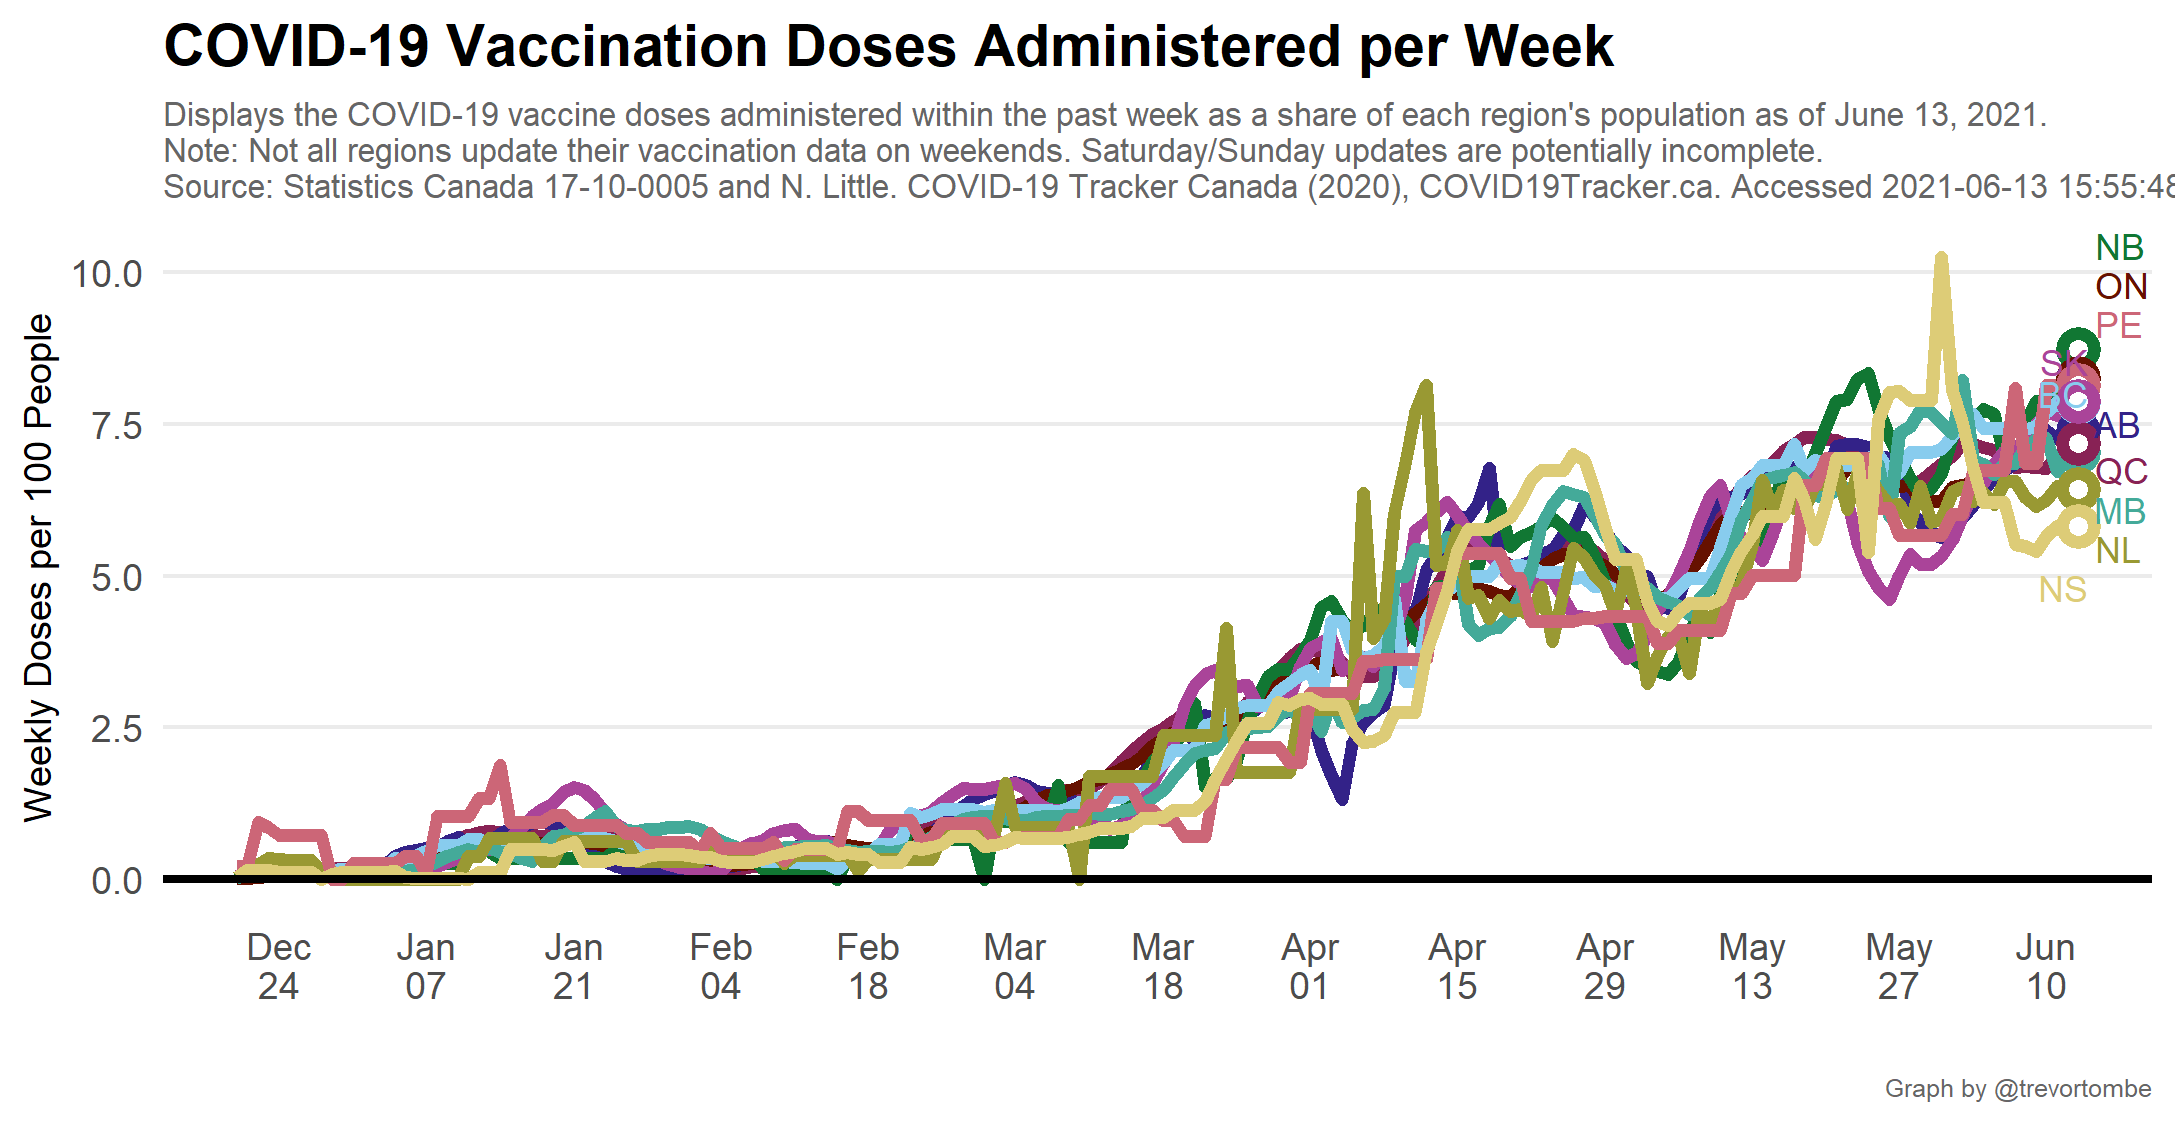 COVID-19 Vaccination Doses Administered per Week
Displays the COVID-19 vaccine doses administered within the past week as a share of each region's population as of June 13, 2021.
Note: Not all regions update their vaccination data on weekends. Saturday/Sunday updates are potentially incomplete.
Source: Statistics Canada 17-10-0005 and N. Little. COVID-19 Tracker Canada (2020), COVID19Tracker.ca. Accessed 2021-06-13 15:55:48
Weekly Doses per 100 People
10.0
7.5
5.0
2.5
0.0
NB
ON
PE
SK
BC
AB
QC
MB
NL
NS
Dec 24
Jan 07
Jan 21
Feb 04
Feb 18
Mar 04
Mar 18
Apr 01
Apr 15
Apr 29
May 13
May 27
Jun 10
Graph by @trevortombe